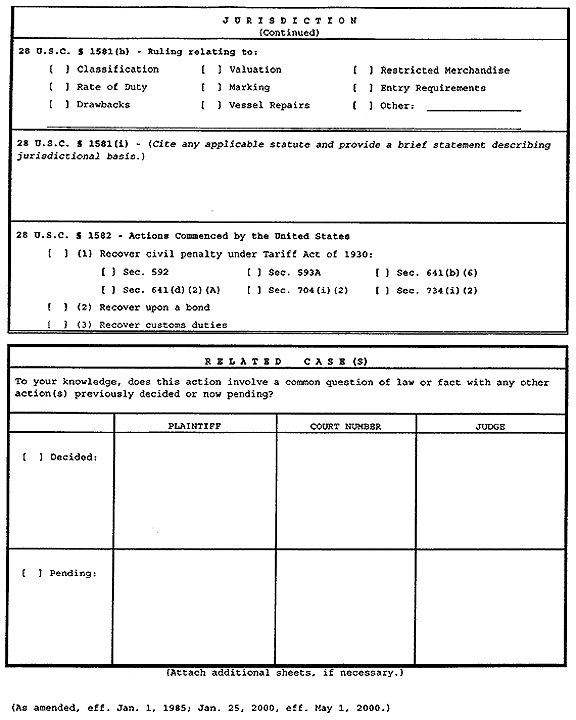 J U R I S D I C T I O N
(Continued)
28 U.S.C. § 1581(b) - Ruling relating to:
[ ] Classification [ ] Valuation [ ] Restricted Merchandise
[ ] Rate of Duty [ ] Marking [ ] Entry Requirements
[ ] Drawbacks [ ] Vessel Repairs [ ] Other: ____________
28 U.S.C. § 1581(i) - (Cite any applicable statute and provide a brief statement describing
jurisdictional basis.)
28 U.S.C. § 1582 - Actions Commenced by the United States
[ ] (1) Recover civil penalty under Tariff Act of 1930:
[ ] Sec. 592 [ ] Sec. 593A [ ] Sec. 641(b)(6)
[ ] Sec. 641(d)(2)(A) [ ] Sec. 704(i)(2) [ ] Sec. 734(i)(2)
[ ] (2) Recover upon a bond
[ ] (3) Recover customs duties
R E L A T E D C A S E (S)
To your knowledge, does this action involve a common question of law or fact with any other
action(s) previously decided or now pending?
PLAINTIFF COURT NUMBER JUDGE
[ ] Decided:
[ ] Pending:
(Attach additional sheets, if necessary.)
(As amended, eff. Jan. 1, 1985; Jan. 25, 2000, eff. May 1, 2000.)